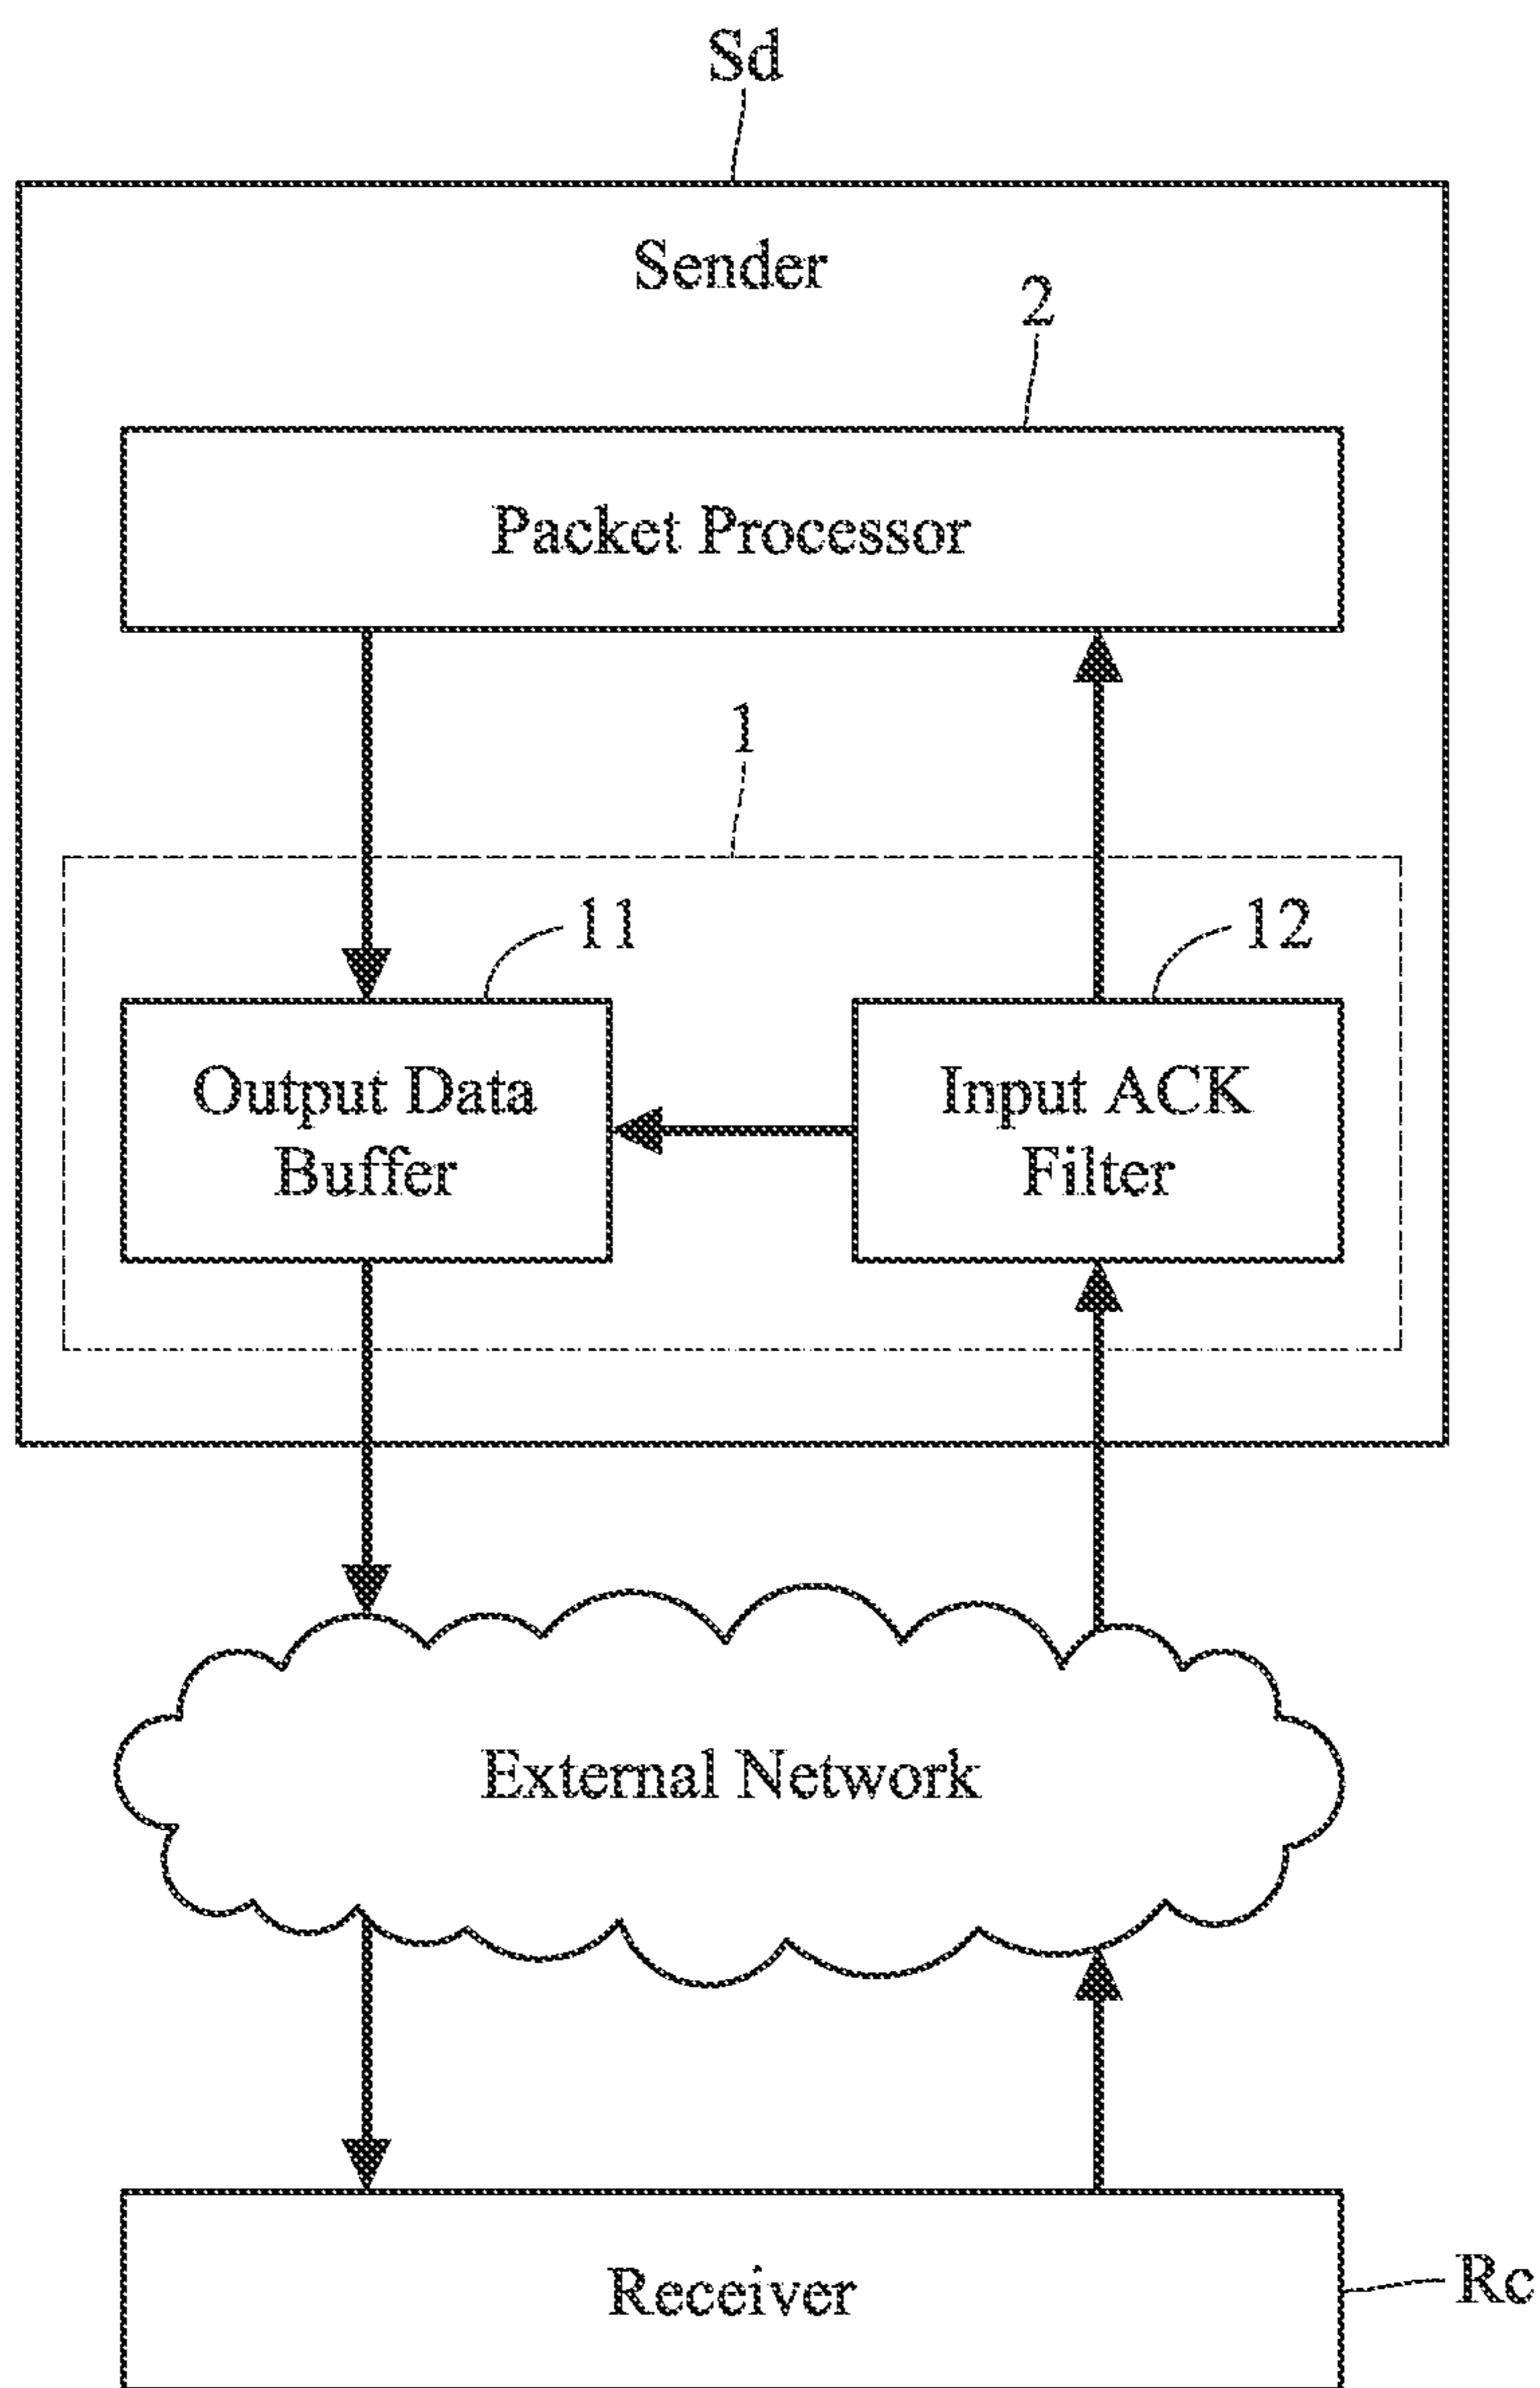 Sd
Sender
2
Packet Processor
1
11
12
Output Data
Buffer
Input ACK
Filter
External Network
Receiver
Rc